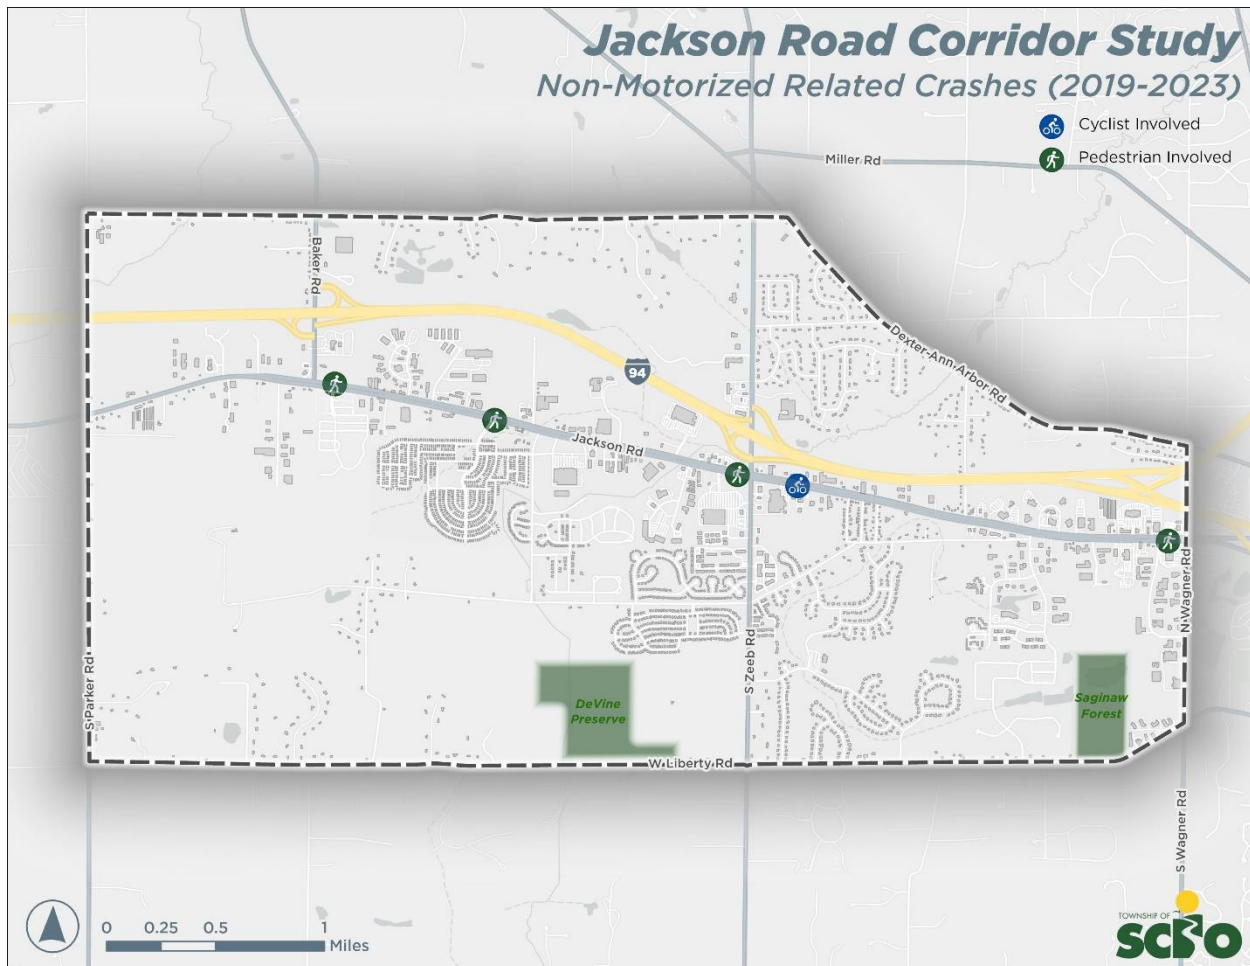 Jackson Road Corridor Study
Non-Motorized Related Crashes (2019-2023)
Cyclist Involved
Pedestrian Involved
Miller Rd
Baker Rd
Dexter-Ann Arbor Rd
94
Jackson Rd
N Wagner Rd
S Zeeb Rd
S Parker Rd
DeVine
Preserve
Saginaw
Forest
W Liberty Rd
S Wagner Rd
0 0.25 0.5 1
Miles
TOWNSHIP OF
SCIO